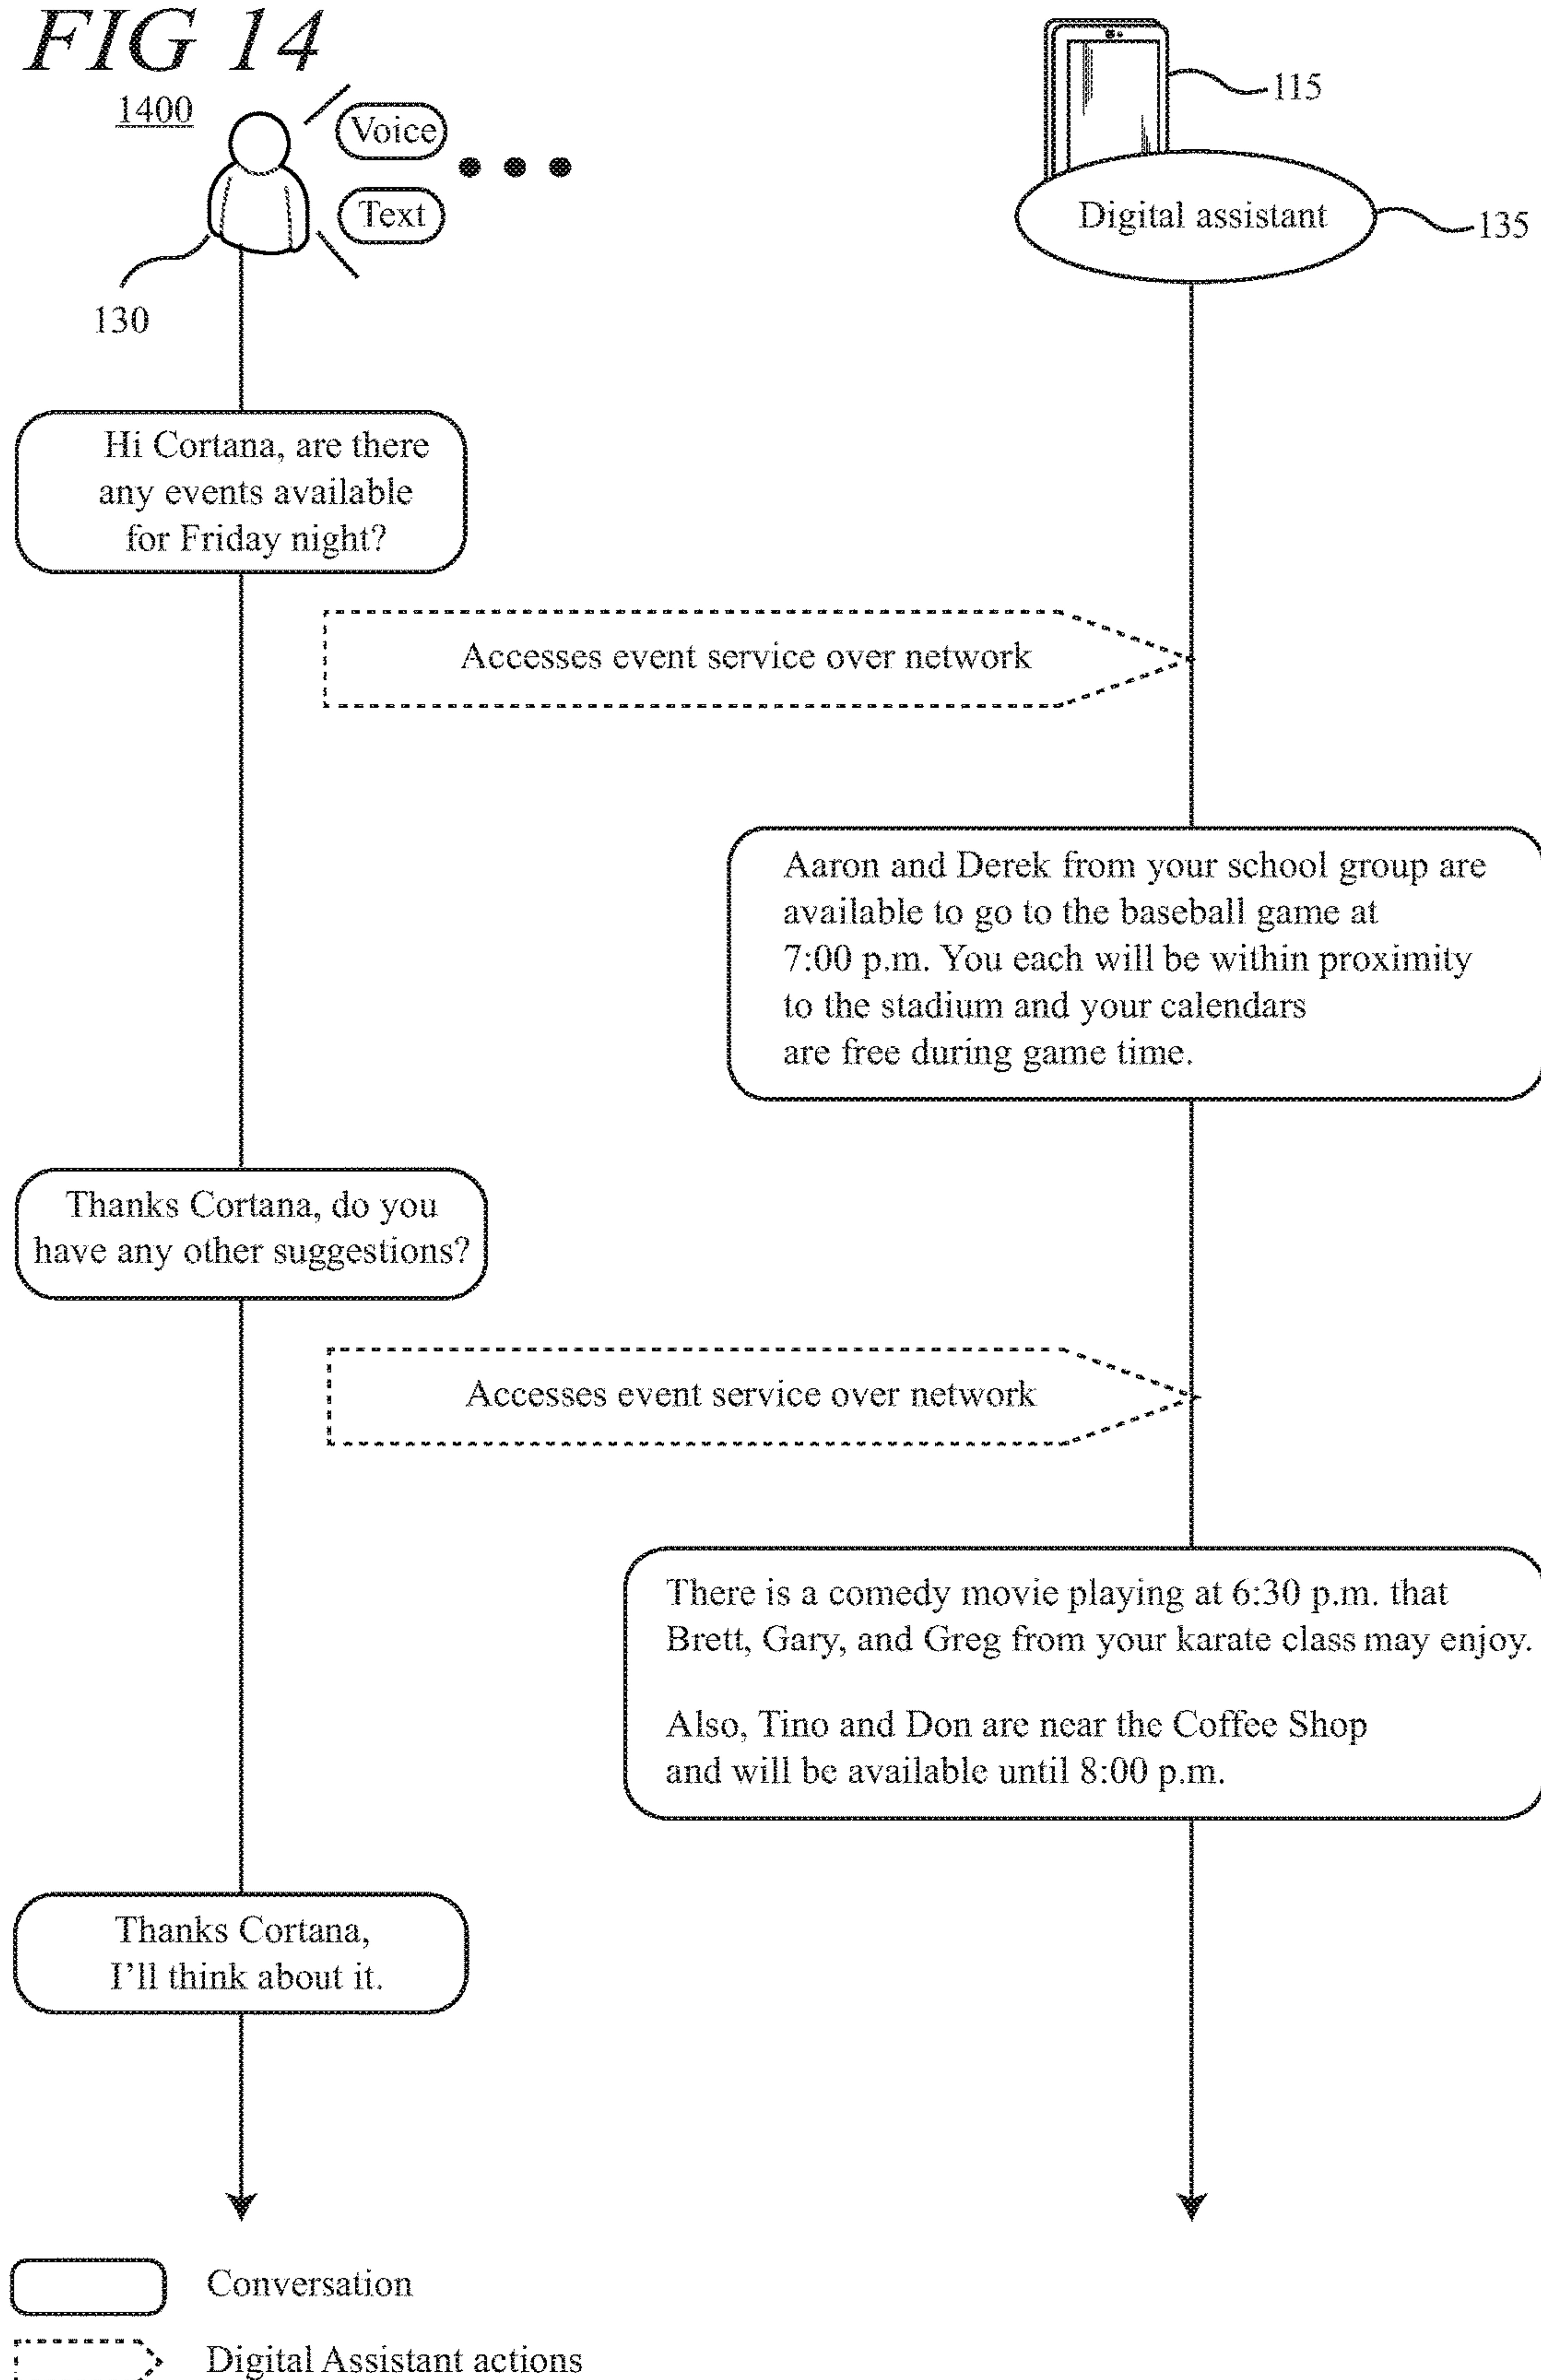 FIG 14
1400
Voice
Text
130
115
Digital assistant
135
Hi Cortana, are there
any events available
for Friday night?
Accesses event service over network
Aaron and Derek from your school group are
available to go to the baseball game at
7:00 p.m. You each will be within proximity
to the stadium and your calendars
are free during game time.
Thanks Cortana, do you
have any other suggestions?
Accesses event service over network
There is a comedy movie playing at 6:30 p.m. that
Brett, Gary, and Greg from your karate class may enjoy.
Also, Tino and Don are near the Coffee Shop
and will be available until 8:00 p.m.
Thanks Cortana,
I'll think about it.
Conversation
Digital Assistant actions